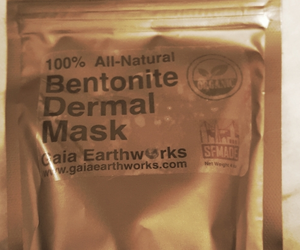 100% All-Natural
Bentonite
Dermal
Mask
Gaia Earthworks
www.gaiaearthworks.com